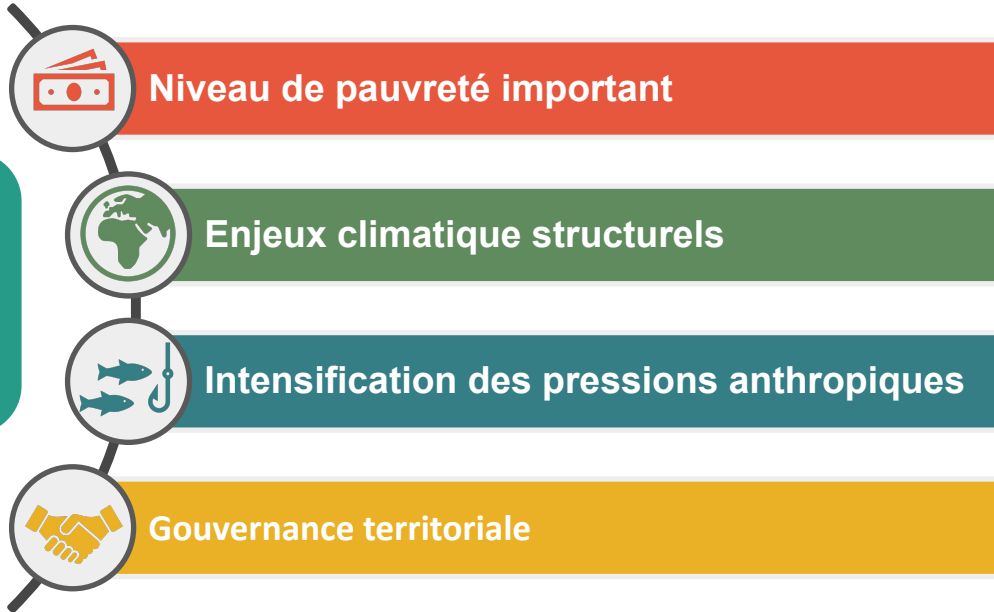 Niveau de pauvreté important
Enjeux climatique structurels
Intensification des pressions anthropiques
Gouvernance territoriale